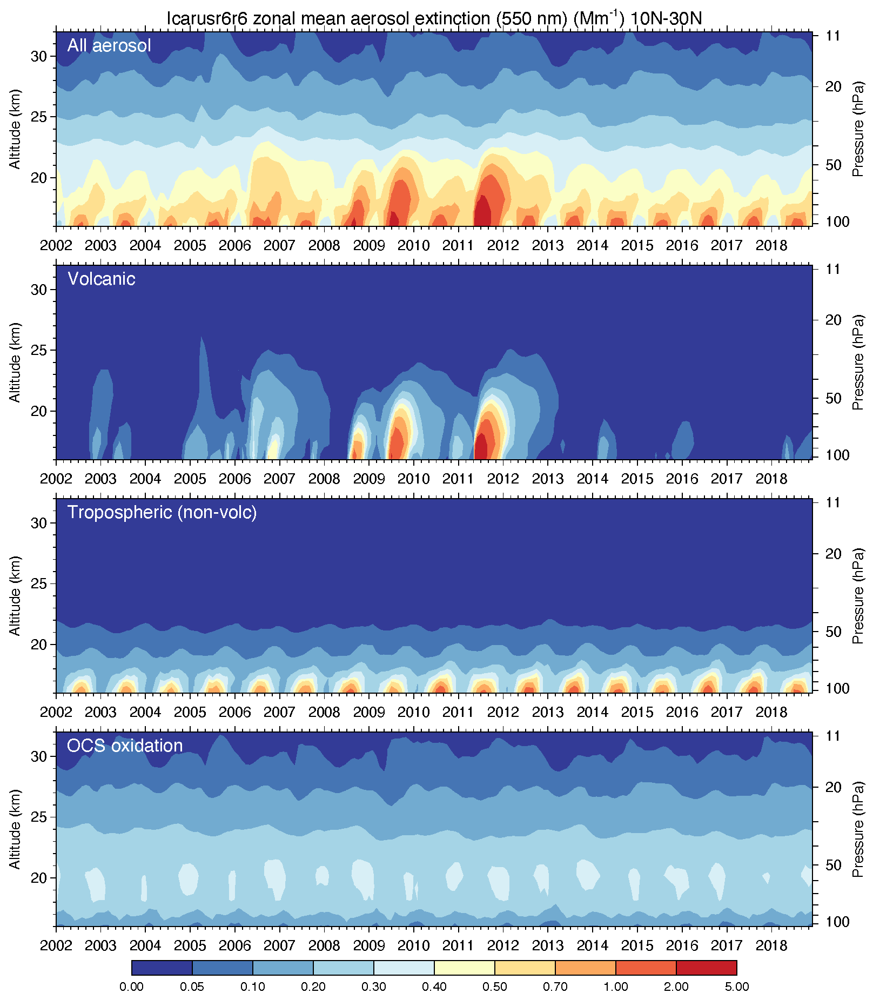 Icarusr6r6 zonal mean aerosol extinction (550 nm) (Mm-1) 10N-30N
All aerosol
Altitude (km)
30
25
20
Pressure (hPa)
11
20
50
100
2002 2003 2004 2005 2006 2007 2008 2009 2010 2011 2012 2013 2014 2015 2016 2017 2018
Volcanic
Altitude (km)
30
25
20
Pressure (hPa)
11
20
50
100
2002 2003 2004 2005 2006 2007 2008 2009 2010 2011 2012 2013 2014 2015 2016 2017 2018
Tropospheric (non-volc)
Altitude (km)
30
25
20
Pressure (hPa)
11
20
50
100
2002 2003 2004 2005 2006 2007 2008 2009 2010 2011 2012 2013 2014 2015 2016 2017 2018
OCS oxidation
Altitude (km)
30
25
20
Pressure (hPa)
11
20
50
100
2002 2003 2004 2005 2006 2007 2008 2009 2010 2011 2012 2013 2014 2015 2016 2017 2018
0.00 0.05 0.10 0.20 0.30 0.40 0.50 0.70 1.00 2.00 5.00